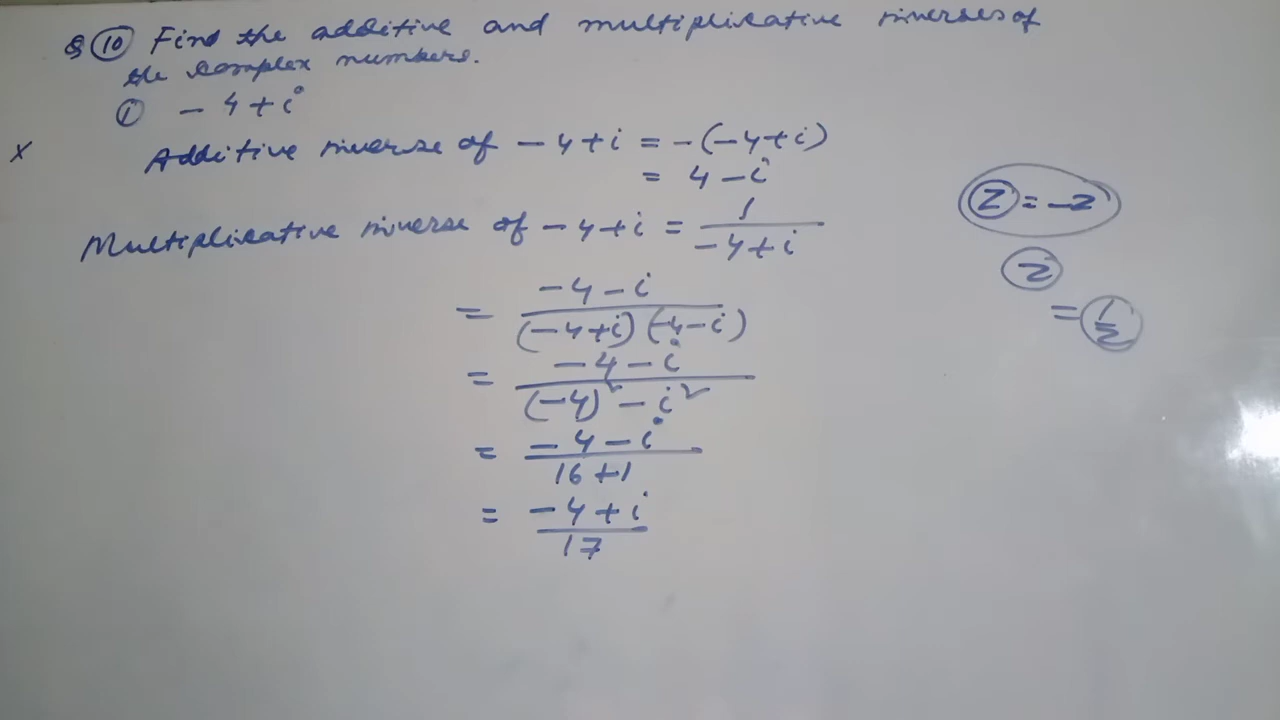 Q (10) Find the additive and multiplicative inverses of
the complex numbers.
(i) - 4 + i
x
Additive inverse of - 4 + i = - (- 4 + i)
= 4 - i
Multiplicative inverse of - 4 + i = 1 / (- 4 + i)
= (- 4 - i) / ((- 4 + i) (- 4 - i))
= (- 4 - i) / ((- 4)² - i²)
= (- 4 - i) / (16 + 1)
= (- 4 + i) / 17
z = - z
z
= 1/z